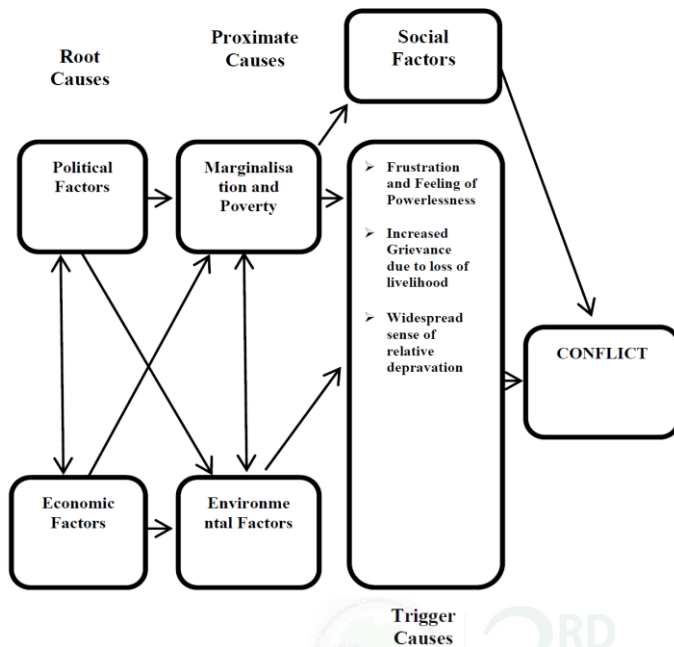 Root
Causes
Proximate
Causes
Social
Factors
Political
Factors
Marginalisa
tion and
Poverty
➢ Frustration
and Feeling of
Powerlessness
➢ Increased
Grievance
due to loss of
livelihood
➢ Widespread
sense of
relative
depravation
CONFLICT
Economic
Factors
Environme
ntal Factors
Trigger
Causes
RD